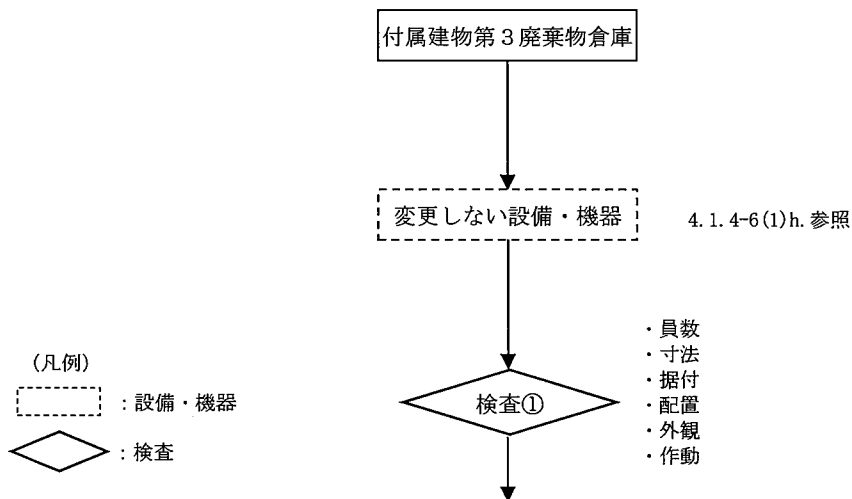 付属建物第3廃棄物倉庫
変更しない設備・機器
4.1.4-6(1)h.参照
検査①
・員数
・寸法
・据付
・配置
・外観
・作動
(凡例)
：設備・機器
：検査